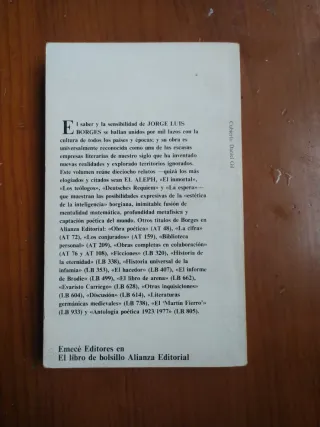 El saber y la sensibilidad de JORGE LUIS
BORGES se hallan unidos por mil lazos con la
cultura de todos los países y épocas; y su obra es
universalmente reconocida como una de las escasas
empresas literarias de nuestro siglo que ha inventado
nuevas realidades y explorado territorios ignorados.
Este volumen reúne dieciocho relatos —quizá los más
elogiados y citados sean EL ALEPH, «El inmortal»,
«Los teólogos», «Deutsches Requiem» y «La espera»—
que muestran las posibilidades expresivas de la «estética
de la inteligencia» borgiana, inimitable fusión de
mentalidad matemática, profundidad metafísica y
captación poética del mundo. Otros títulos de Borges en
Alianza Editorial: «Obra poética» (AT 48), «La cifra»
(AT 72), «Los conjurados» (AT 159), «Biblioteca
personal» (AT 209), «Obras completas en colaboración»
(AT 76 y AT 108), «Ficciones» (LB 320), «Historia de
la eternidad» (LB 338), «Historia universal de la
infamia» (LB 353), «El hacedor» (LB 407), «El informe
de Brodie» (LB 499), «El libro de arena» (LB 662),
«Evaristo Carriego» (LB 628), «Otras inquisiciones»
(LB 604), «Discusión» (LB 614), «Literaturas
germánicas medievales» (LB 738), «El 'Martín Fierro'»
(LB 933) y «Antología poética 1923/1977» (LB 805).
Cubierta Daniel Gil
Emecé Editores en
El libro de bolsillo Alianza Editorial